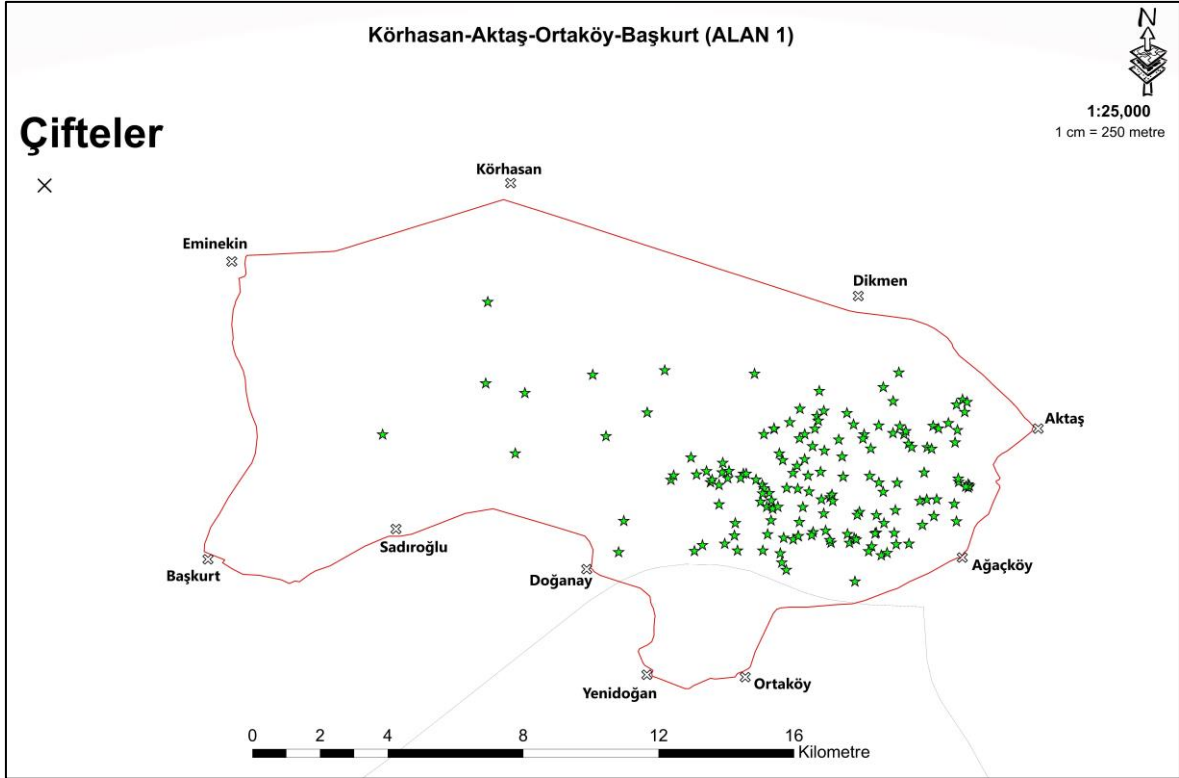 Körhasan-Aktaş-Ortaköy-Başkurt (ALAN 1)
N
1:25,000
1 cm = 250 metre
Çifteler
Körhasan
Eminekin
Dikmen
Aktaş
Sadıroğlu
Başkurt
Doğanay
Ağaçköy
Yenidoğan
Ortaköy
0 2 4 8 12 16
Kilometre